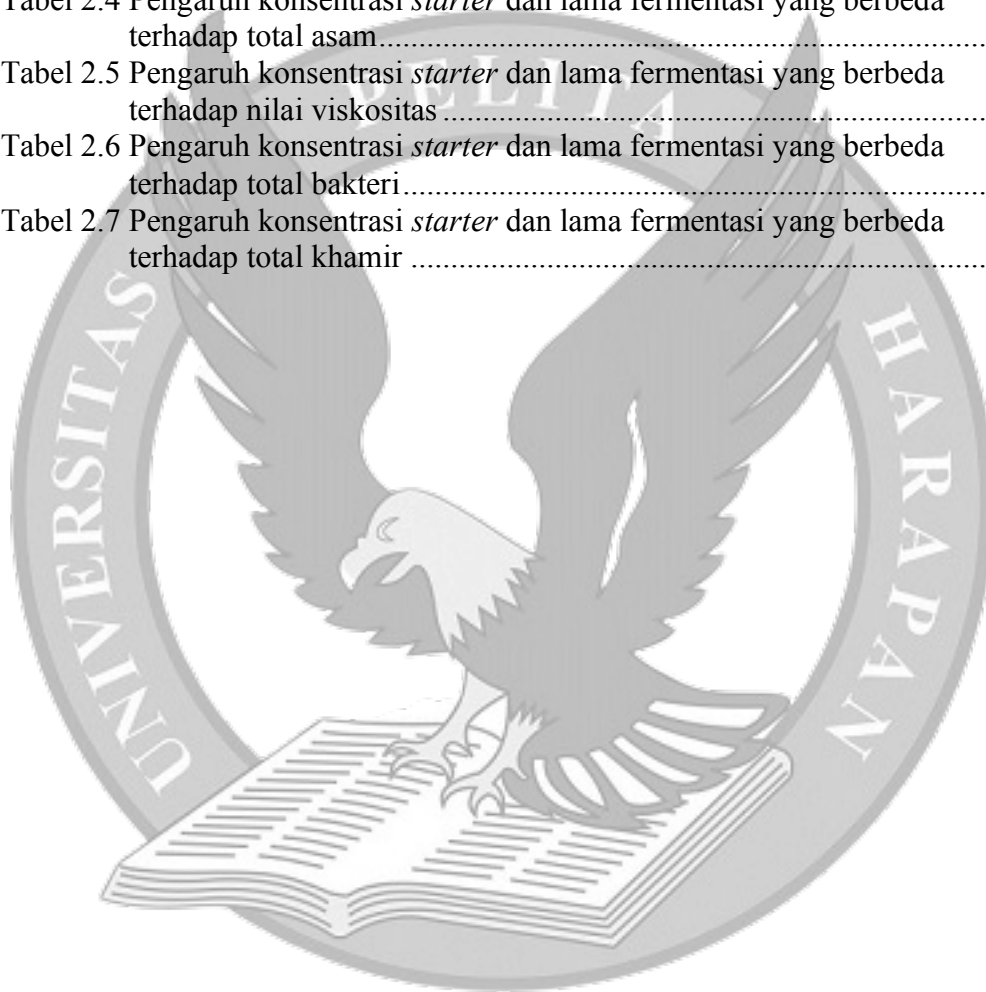 Tabel 2.4 Pengaruh konsentrasi starter dan lama fermentasi yang berbeda
terhadap total asam.......................................................................................
Tabel 2.5 Pengaruh konsentrasi starter dan lama fermentasi yang berbeda
terhadap nilai viskositas ..............................................................................
Tabel 2.6 Pengaruh konsentrasi starter dan lama fermentasi yang berbeda
terhadap total bakteri...................................................................................
Tabel 2.7 Pengaruh konsentrasi starter dan lama fermentasi yang berbeda
terhadap total khamir ..................................................................................
UNIVERSITAS PELITA HARAPAN